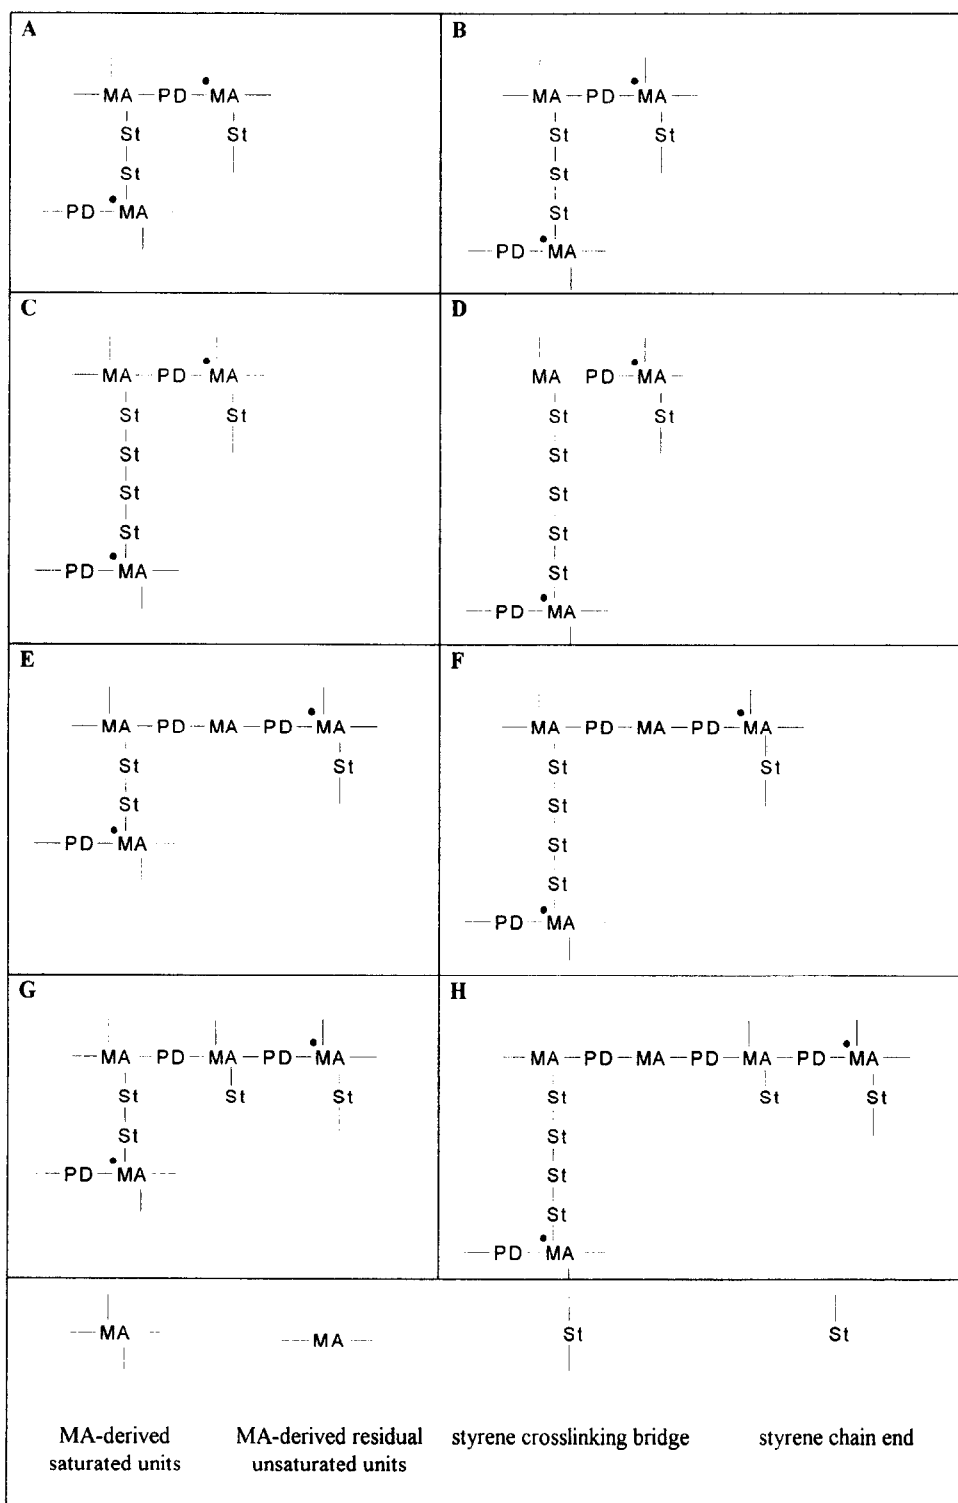 A
MA PD MA
St St
St
PD MA
B
MA PD MA
St St
St
St
PD MA
C
MA PD MA
St St
St
St
St
PD MA
D
MA PD MA
St St
St
St
St
St
PD MA
E
MA PD MA PD MA
St St
St
PD MA
F
MA PD MA PD MA
St St
St
St
St
PD MA
G
MA PD MA PD MA
St St St
St
PD MA
H
MA PD MA PD MA PD MA
St St St
St
St
St
PD MA
MA MA St St
MA-derived saturated units
MA-derived residual unsaturated units
styrene crosslinking bridge
styrene chain end